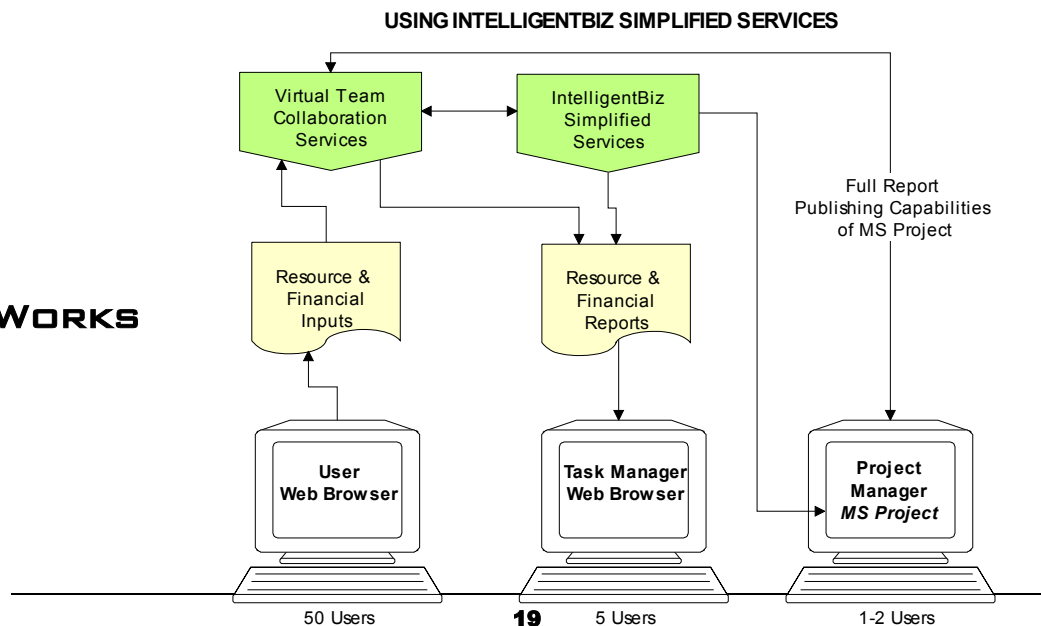 USING INTELLIGENTBIZ SIMPLIFIED SERVICES
Virtual Team
Collaboration
Services
IntelligentBiz
Simplified
Services
Full Report
Publishing Capabilities
of MS Project
Resource &
Financial
Inputs
Resource &
Financial
Reports
WORKS
User
Web Browser
Task Manager
Web Browser
Project
Manager
MS Project
50 Users
19
5 Users
1-2 Users